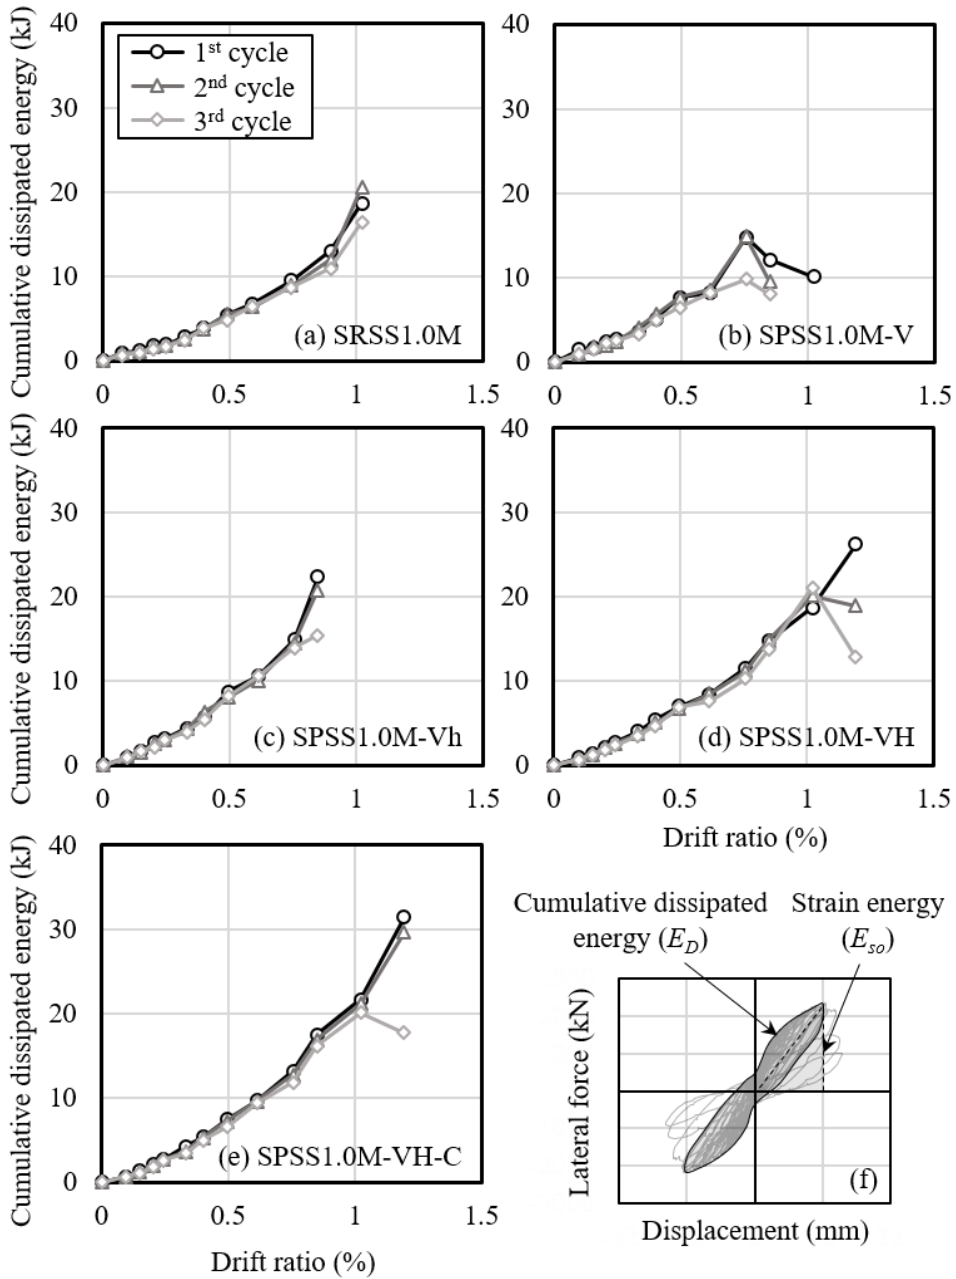 Cumulative dissipated energy (kJ)
40
30
20
10
0
1st cycle
2nd cycle
3rd cycle
(a) SRSS1.0M
0 0.5 1 1.5
40
30
20
10
0
(b) SPSS1.0M-V
0 0.5 1 1.5
Cumulative dissipated energy (kJ)
40
30
20
10
0
(c) SPSS1.0M-Vh
0 0.5 1 1.5
40
30
20
10
0
(d) SPSS1.0M-VH
0 0.5 1 1.5
Drift ratio (%)
Cumulative dissipated energy (kJ)
40
30
20
10
0
(e) SPSS1.0M-VH-C
0 0.5 1 1.5
Drift ratio (%)
Cumulative dissipated
energy (ED)
Strain energy
(Eso)
Lateral force (kN)
(f)
Displacement (mm)